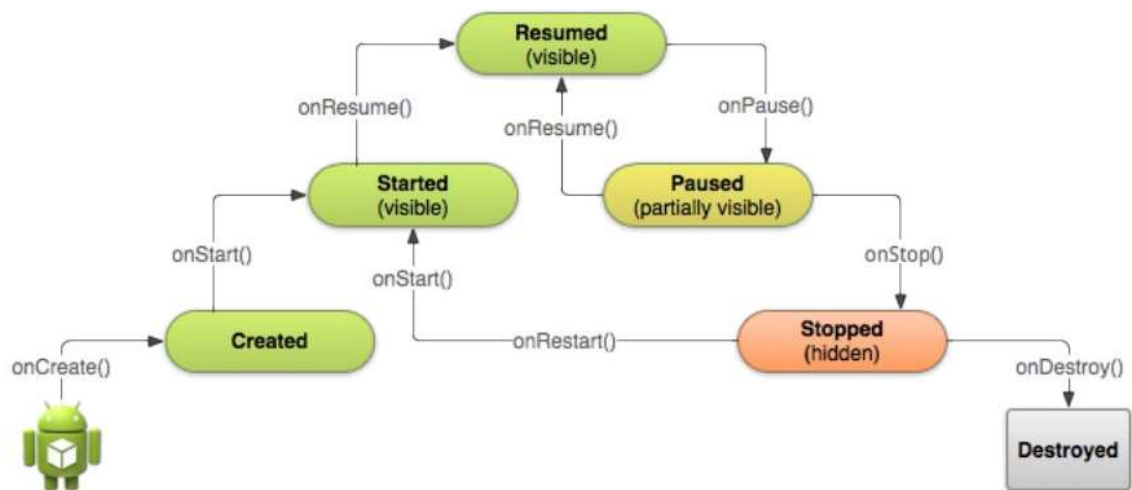 Resumed
(visible)
onResume()
onResume()
onPause()
Started
(visible)
Paused
(partially visible)
onStart()
onStart()
onStop()
Created
onRestart()
Stopped
(hidden)
onCreate()
onDestroy()
Destroyed